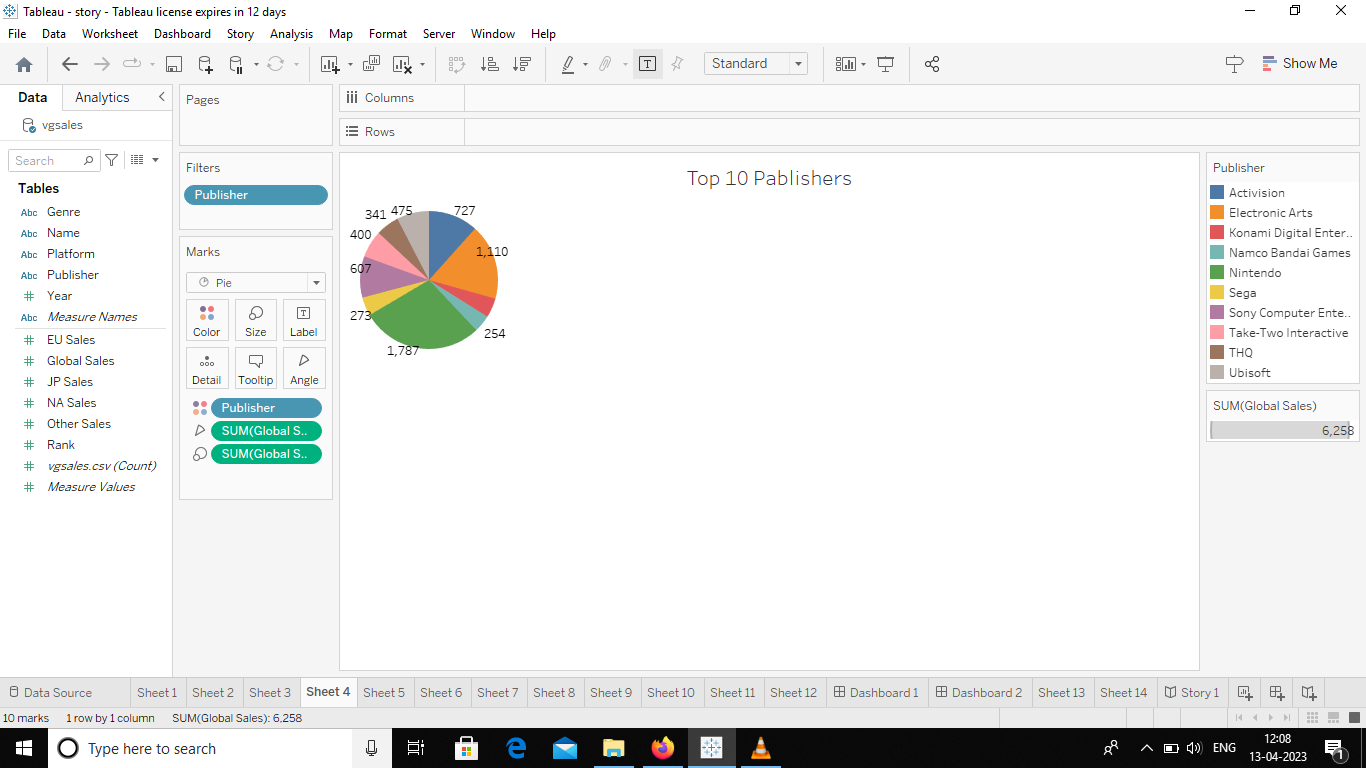 Tableau - story - Tableau license expires in 12 days
File Data Worksheet Dashboard Story Analysis Map Format Server Window Help
Standard
Show Me
Data Analytics
vgsales
Search
Tables
Abc Genre
Abc Name
Abc Platform
Abc Publisher
# Year
Abc Measure Names
# EU Sales
# Global Sales
# JP Sales
# NA Sales
# Other Sales
# Rank
# vgsales.csv (Count)
# Measure Values
Pages
Filters
Publisher
Marks
Pie
Color Size Label
Detail Tooltip Angle
Publisher
SUM(Global S..
SUM(Global S..
Columns
Rows
Top 10 Pablishers
341 475 727
400 1,110
607
273 254
1,787
Publisher
Activision
Electronic Arts
Konami Digital Enter..
Namco Bandai Games
Nintendo
Sega
Sony Computer Ente..
Take-Two Interactive
THQ
Ubisoft
SUM(Global Sales)
6,258
Data Source Sheet 1 Sheet 2 Sheet 3 Sheet 4 Sheet 5 Sheet 6 Sheet 7 Sheet 8 Sheet 9 Sheet 10 Sheet 11 Sheet 12 Dashboard 1 Dashboard 2 Sheet 13 Sheet 14 Story 1
10 marks 1 row by 1 column SUM(Global Sales): 6,258
Type here to search
ENG
12:08
13-04-2023
1